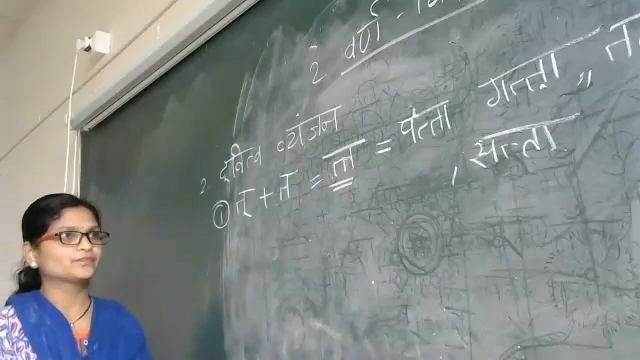 2 वर्ण -
2. द्वित्व व्यंजन
① त् + त = त्त = पत्ता गत्ता,,
, सत्ता